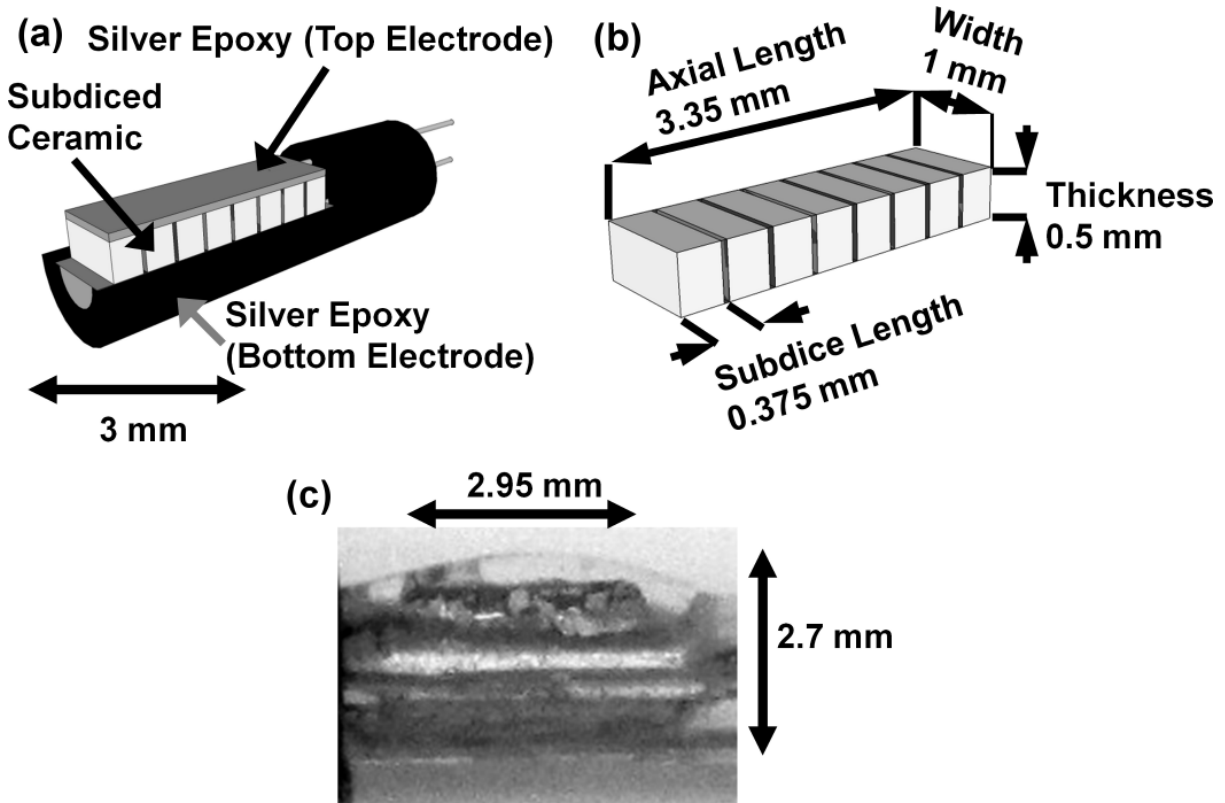 (a)
Silver Epoxy (Top Electrode)
Subdiced
Ceramic
Silver Epoxy
(Bottom Electrode)
3 mm
(b)
Axial Length
3.35 mm
Width
1 mm
Thickness
0.5 mm
Subdice Length
0.375 mm
(c)
2.95 mm
2.7 mm